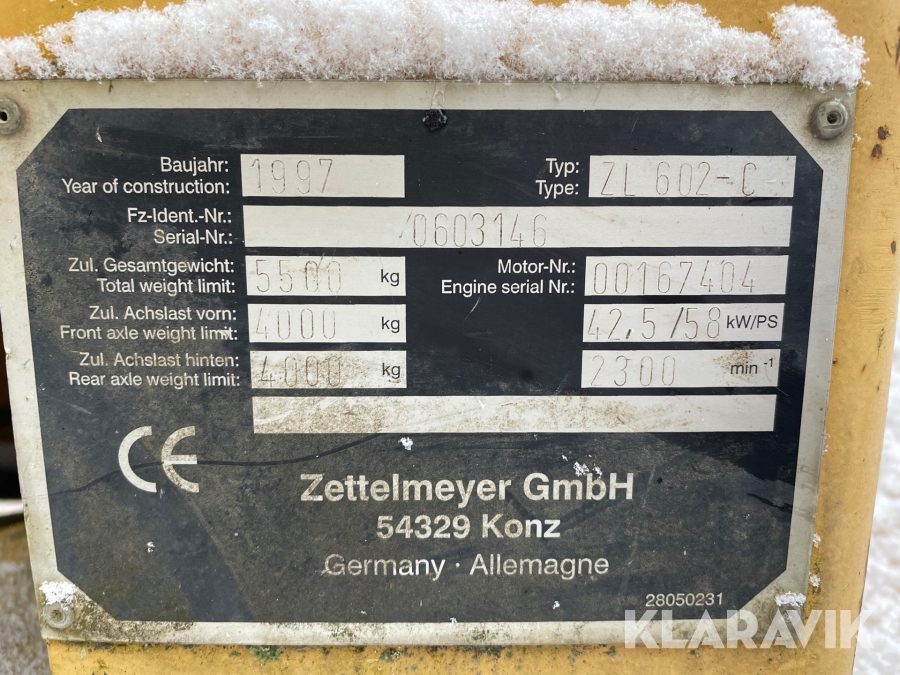 Baujahr: 1997 Typ: ZL 602-C
Year of construction: Type:
Fz-Ident.-Nr.: /0603146
Serial-Nr.:
Zul. Gesamtgewicht: 5500 kg Motor-Nr.: 00167404
Total weight limit: Engine serial Nr.:
Zul. Achslast vorn: 4000 kg 42,5/58 kW/PS
Front axle weight limit:
Zul. Achslast hinten: 4000 kg 2300 min⁻¹
Rear axle weight limit:
CE
Zettelmeyer GmbH
54329 Konz
Germany · Allemagne
28050231
KLARAVIK